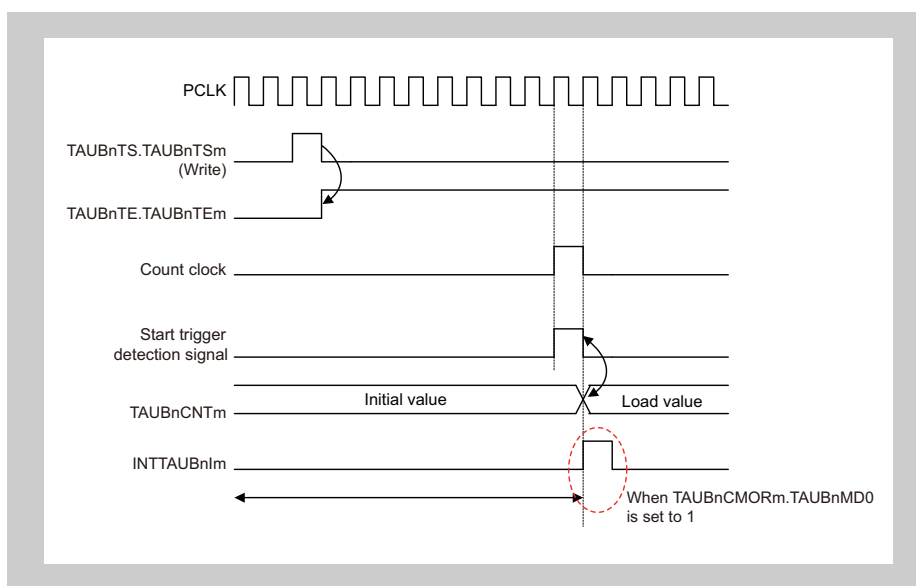 PCLK
TAUBnTS.TAUBnTSm
(Write)
TAUBnTE.TAUBnTEm
Count clock
Start trigger
detection signal
Initial value
Load value
TAUBnCNTm
INTTAUBnIm
When TAUBnCMORm.TAUBnMD0
is set to 1